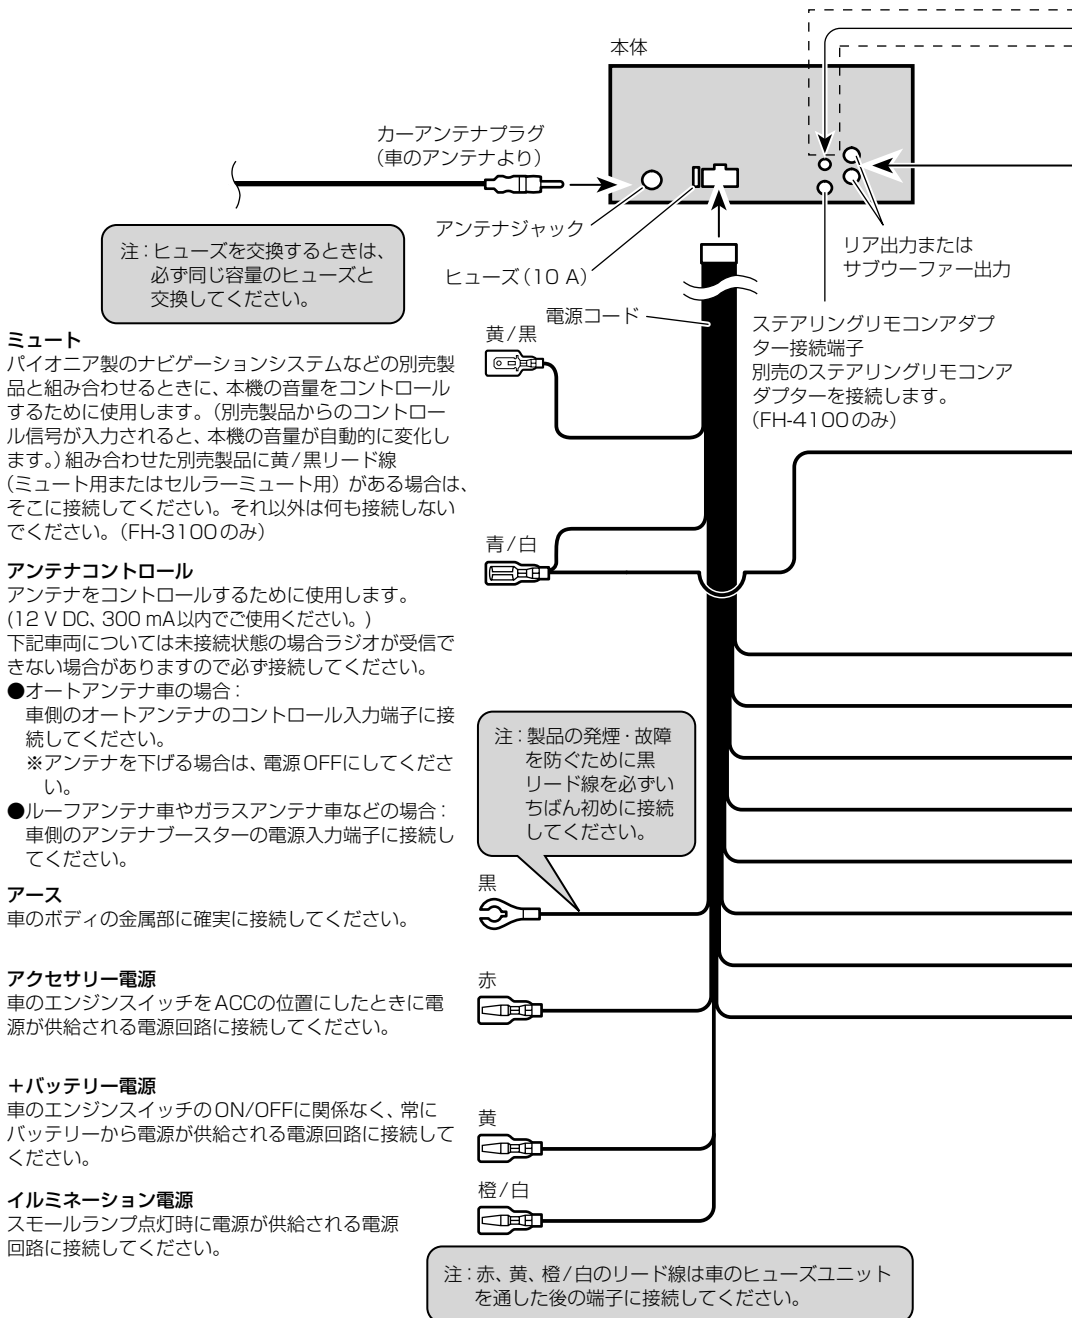 本体
カーアンテナプラグ
(車のアンテナより)
アンテナジャック
ヒューズ(10 A)
リア出力または
サブウーファー出力
注:ヒューズを交換するときは、
必ず同じ容量のヒューズと
交換してください。
電源コード
ステアリングリモコンアダプ
ター接続端子
別売のステアリングリモコンア
ダプターを接続します。
(FH-4100のみ)
黄/黒
ミュート
パイオニア製のナビゲーションシステムなどの別売製
品と組み合わせるときに、本機の音量をコントロール
するために使用します。(別売製品からのコントロー
ル信号が入力されると、本機の音量が自動的に変化し
ます。)組み合わせた別売製品に黄/黒リード線
(ミュート用またはセルラーミュート用)がある場合は、
そこに接続してください。それ以外は何も接続しない
でください。(FH-3100のみ)
青/白
アンテナコントロール
アンテナをコントロールするために使用します。
(12 V DC、300 mA以内でご使用ください。)
下記車両については未接続状態の場合ラジオが受信で
きない場合がありますので必ず接続してください。
●オートアンテナ車の場合:
車側のオートアンテナのコントロール入力端子に接
続してください。
※アンテナを下げる場合は、電源OFFにしてくださ
い。
●ルーフアンテナ車やガラスアンテナ車などの場合:
車側のアンテナブースターの電源入力端子に接続し
てください。
注:製品の発煙・故障
を防ぐために黒
リード線を必ずい
ちばん初めに接続
してください。
黒
アース
車のボディの金属部に確実に接続してください。
赤
アクセサリー電源
車のエンジンスイッチをACCの位置にしたときに電
源が供給される電源回路に接続してください。
黄
+バッテリー電源
車のエンジンスイッチのON/OFFに関係なく、常に
バッテリーから電源が供給される電源回路に接続して
ください。
橙/白
イルミネーション電源
スモールランプ点灯時に電源が供給される電源
回路に接続してください。
注:赤、黄、橙/白のリード線は車のヒューズユニット
を通した後の端子に接続してください。